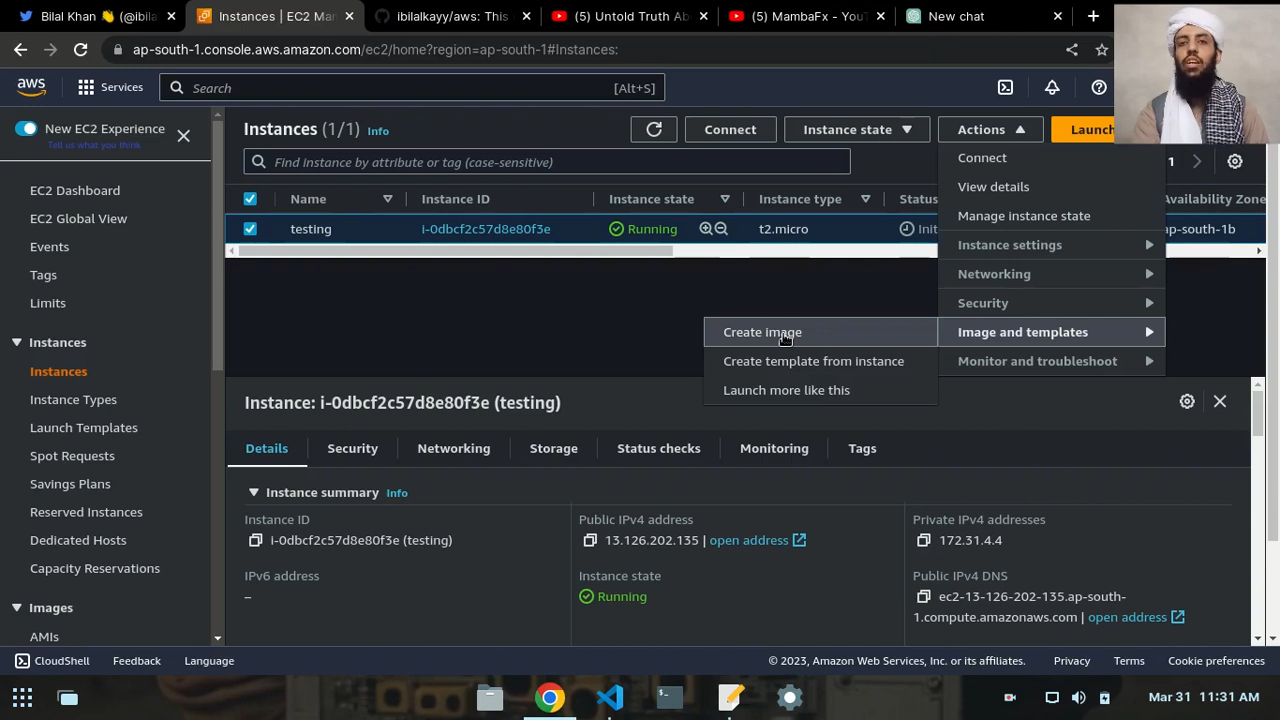 Bilal Khan 👋 (@ibila
Instances | EC2 Man
ibilalkayy/aws: This
(5) Untold Truth Ab
(5) MambaFx - YouT
New chat
ap-south-1.console.aws.amazon.com/ec2/home?region=ap-south-1#Instances:
aws
Services
Search
[Alt+S]
New EC2 Experience
Tell us what you think
EC2 Dashboard
EC2 Global View
Events
Tags
Limits
Instances
Instances
Instance Types
Launch Templates
Spot Requests
Savings Plans
Reserved Instances
Dedicated Hosts
Capacity Reservations
Images
AMIs
Instances (1/1) Info
Connect
Instance state
Actions
Launch
Find instance by attribute or tag (case-sensitive)
1
Name
Instance ID
Instance state
Instance type
Status
Availability Zone
testing
i-0dbcf2c57d8e80f3e
Running
t2.micro
Init
ap-south-1b
Connect
View details
Manage instance state
Instance settings
Networking
Security
Image and templates
Monitor and troubleshoot
Create image
Create template from instance
Launch more like this
Instance: i-0dbcf2c57d8e80f3e (testing)
Details
Security
Networking
Storage
Status checks
Monitoring
Tags
Instance summary Info
Instance ID
i-0dbcf2c57d8e80f3e (testing)
IPv6 address
–
Public IPv4 address
13.126.202.135 | open address
Instance state
Running
Private IPv4 addresses
172.31.4.4
Public IPv4 DNS
ec2-13-126-202-135.ap-south-
1.compute.amazonaws.com | open address
CloudShell
Feedback
Language
© 2023, Amazon Web Services, Inc. or its affiliates.
Privacy
Terms
Cookie preferences
Mar 31 11:31 AM